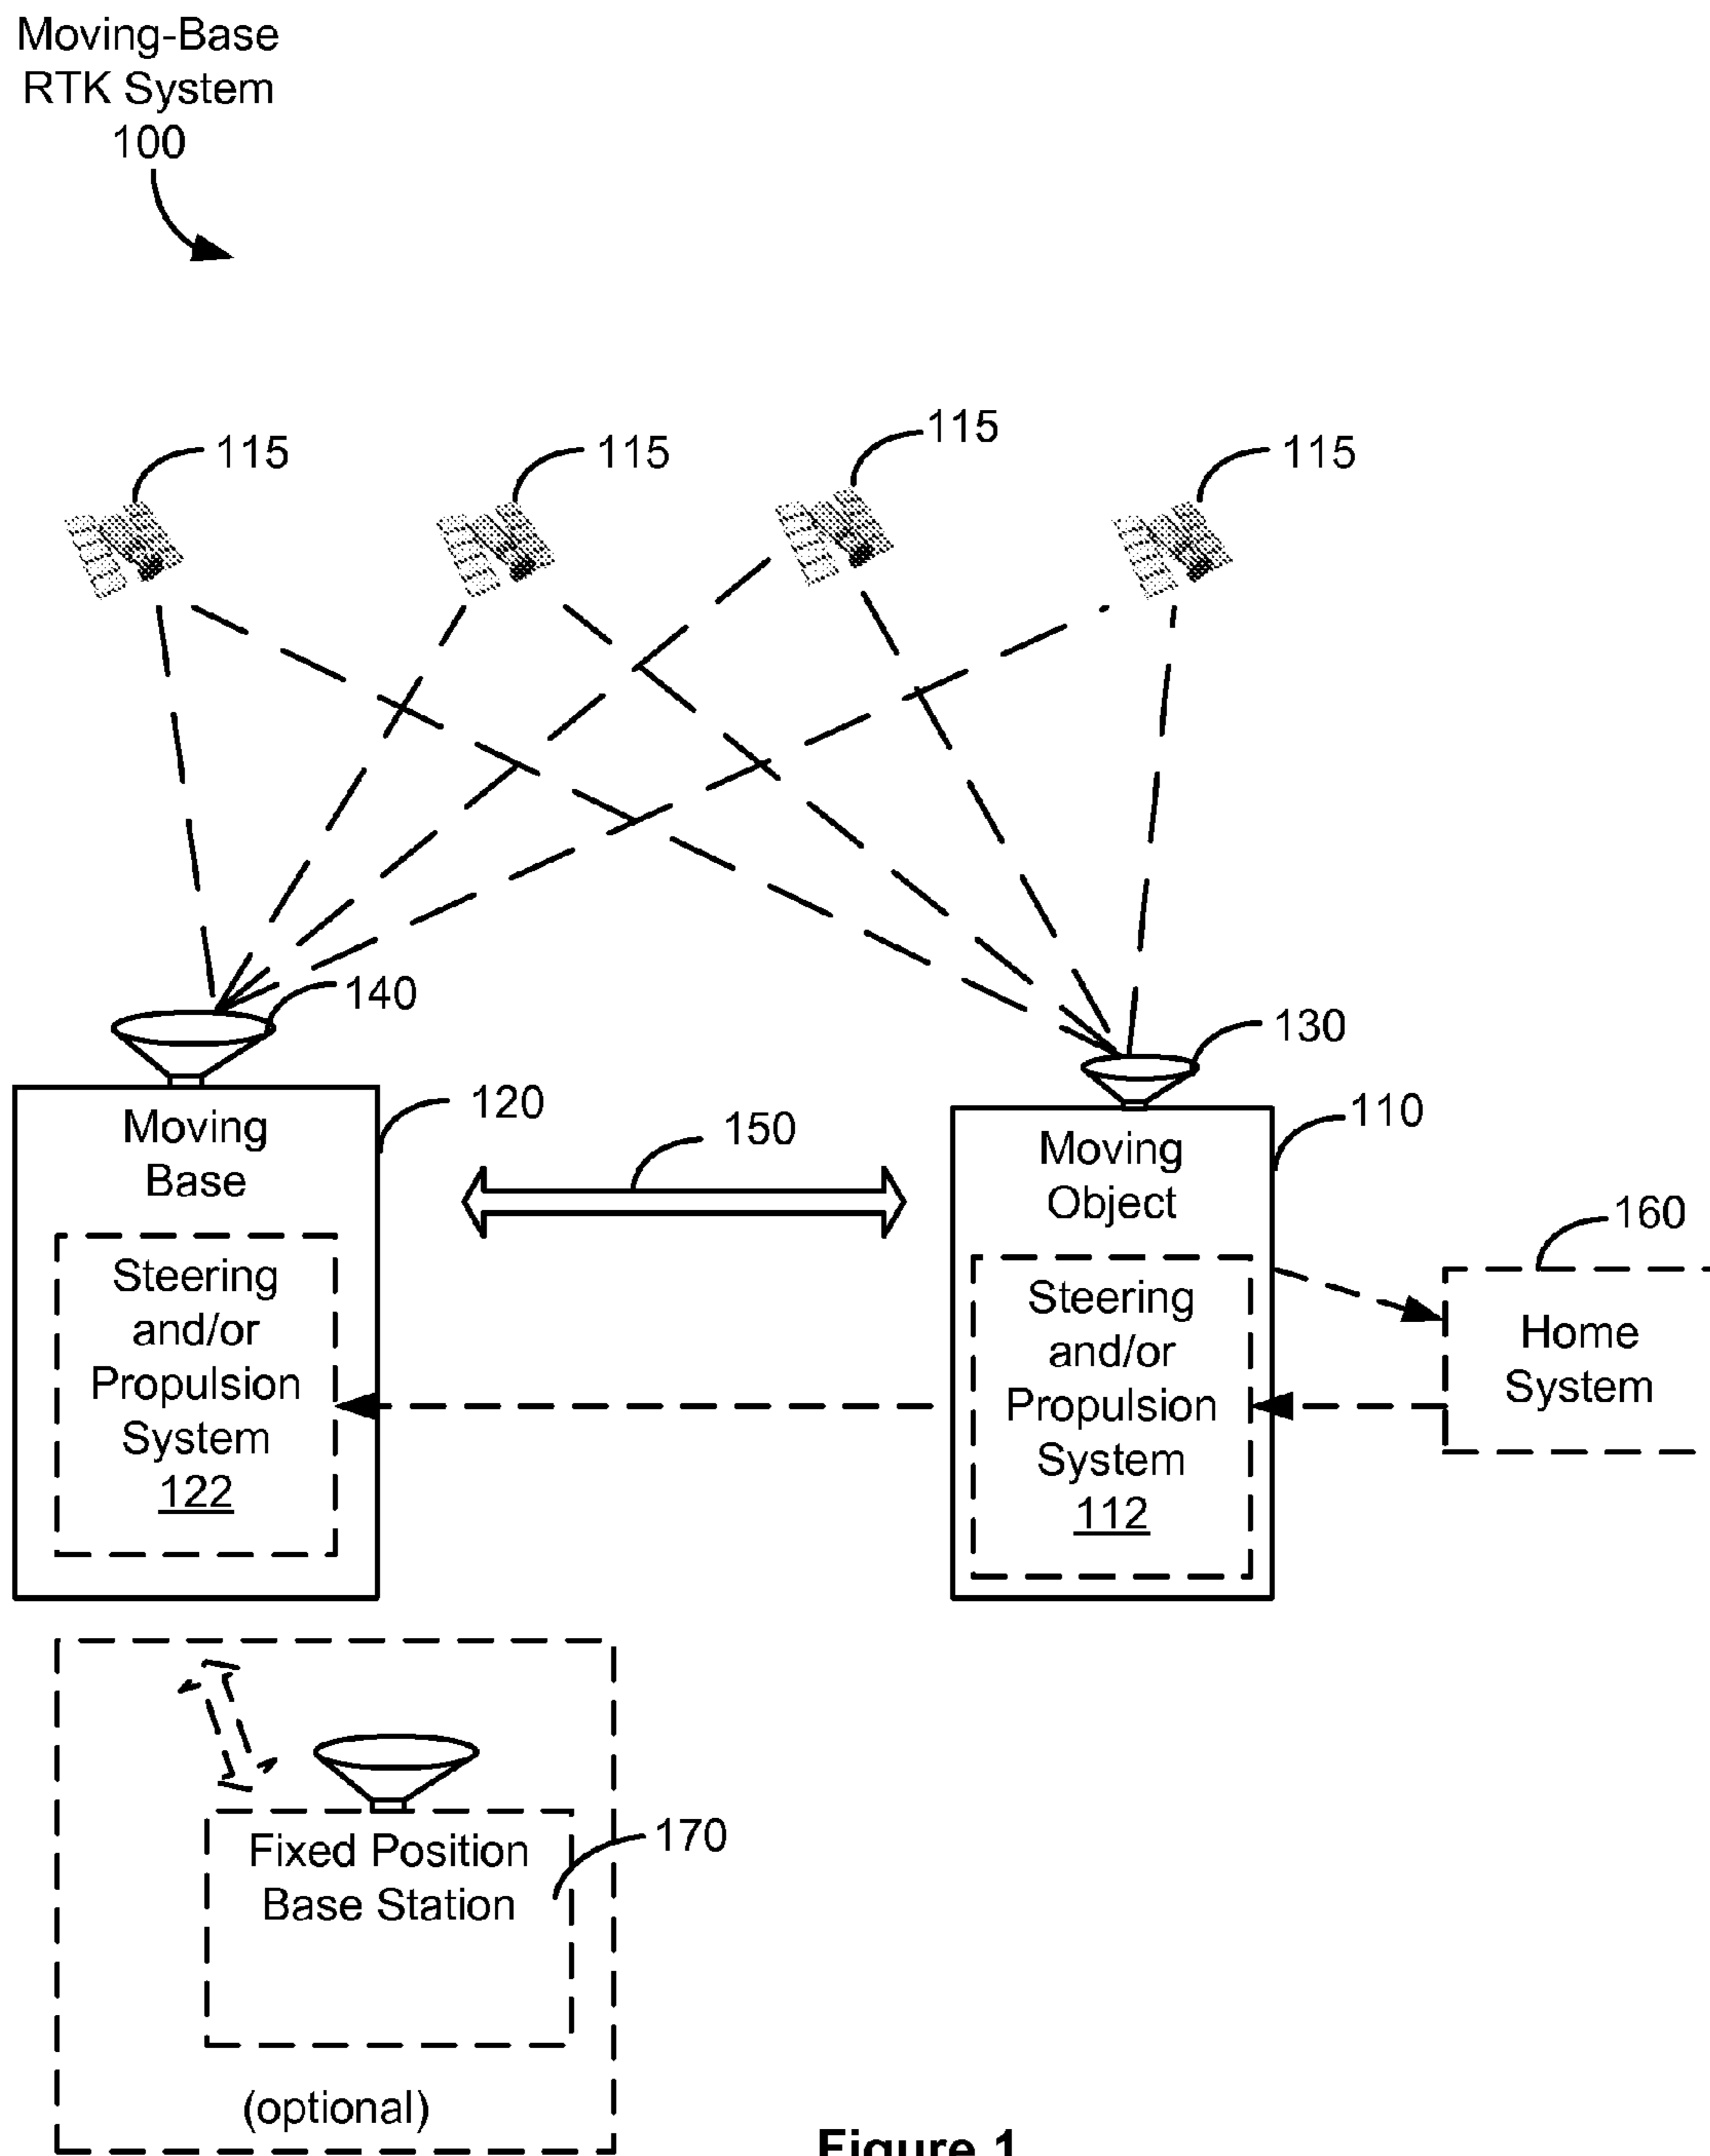 Moving-Base
RTK System
100
115
115
115
115
140
130
120
110
150
160
Moving
Base
Steering
and/or
Propulsion
System
122
Moving
Object
Steering
and/or
Propulsion
System
112
Home
System
170
Fixed Position
Base Station
(optional)
Figure 1